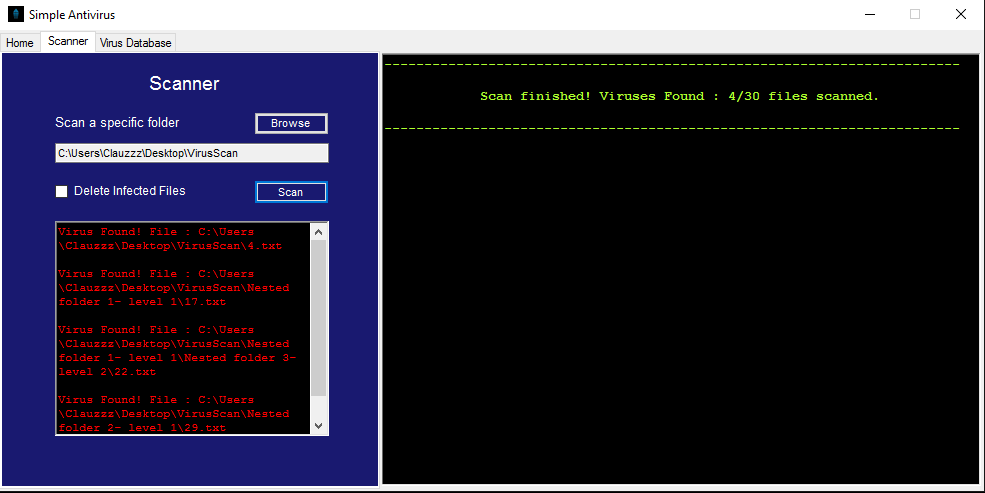 Simple Antivirus
Home Scanner Virus Database
Scanner
Scan a specific folder Browse
C:\Users\Clauzzz\Desktop\VirusScan
Delete Infected Files Scan
Virus Found! File : C:\Users
\Clauzzz\Desktop\VirusScan\4.txt
Virus Found! File : C:\Users
\Clauzzz\Desktop\VirusScan\Nested
folder 1- level 1\17.txt
Virus Found! File : C:\Users
\Clauzzz\Desktop\VirusScan\Nested
folder 1- level 1\Nested folder 3-
level 2\22.txt
Virus Found! File : C:\Users
\Clauzzz\Desktop\VirusScan\Nested
folder 2- level 1\29.txt
------------------------------------------------------------------------
Scan finished! Viruses Found : 4/30 files scanned.
------------------------------------------------------------------------